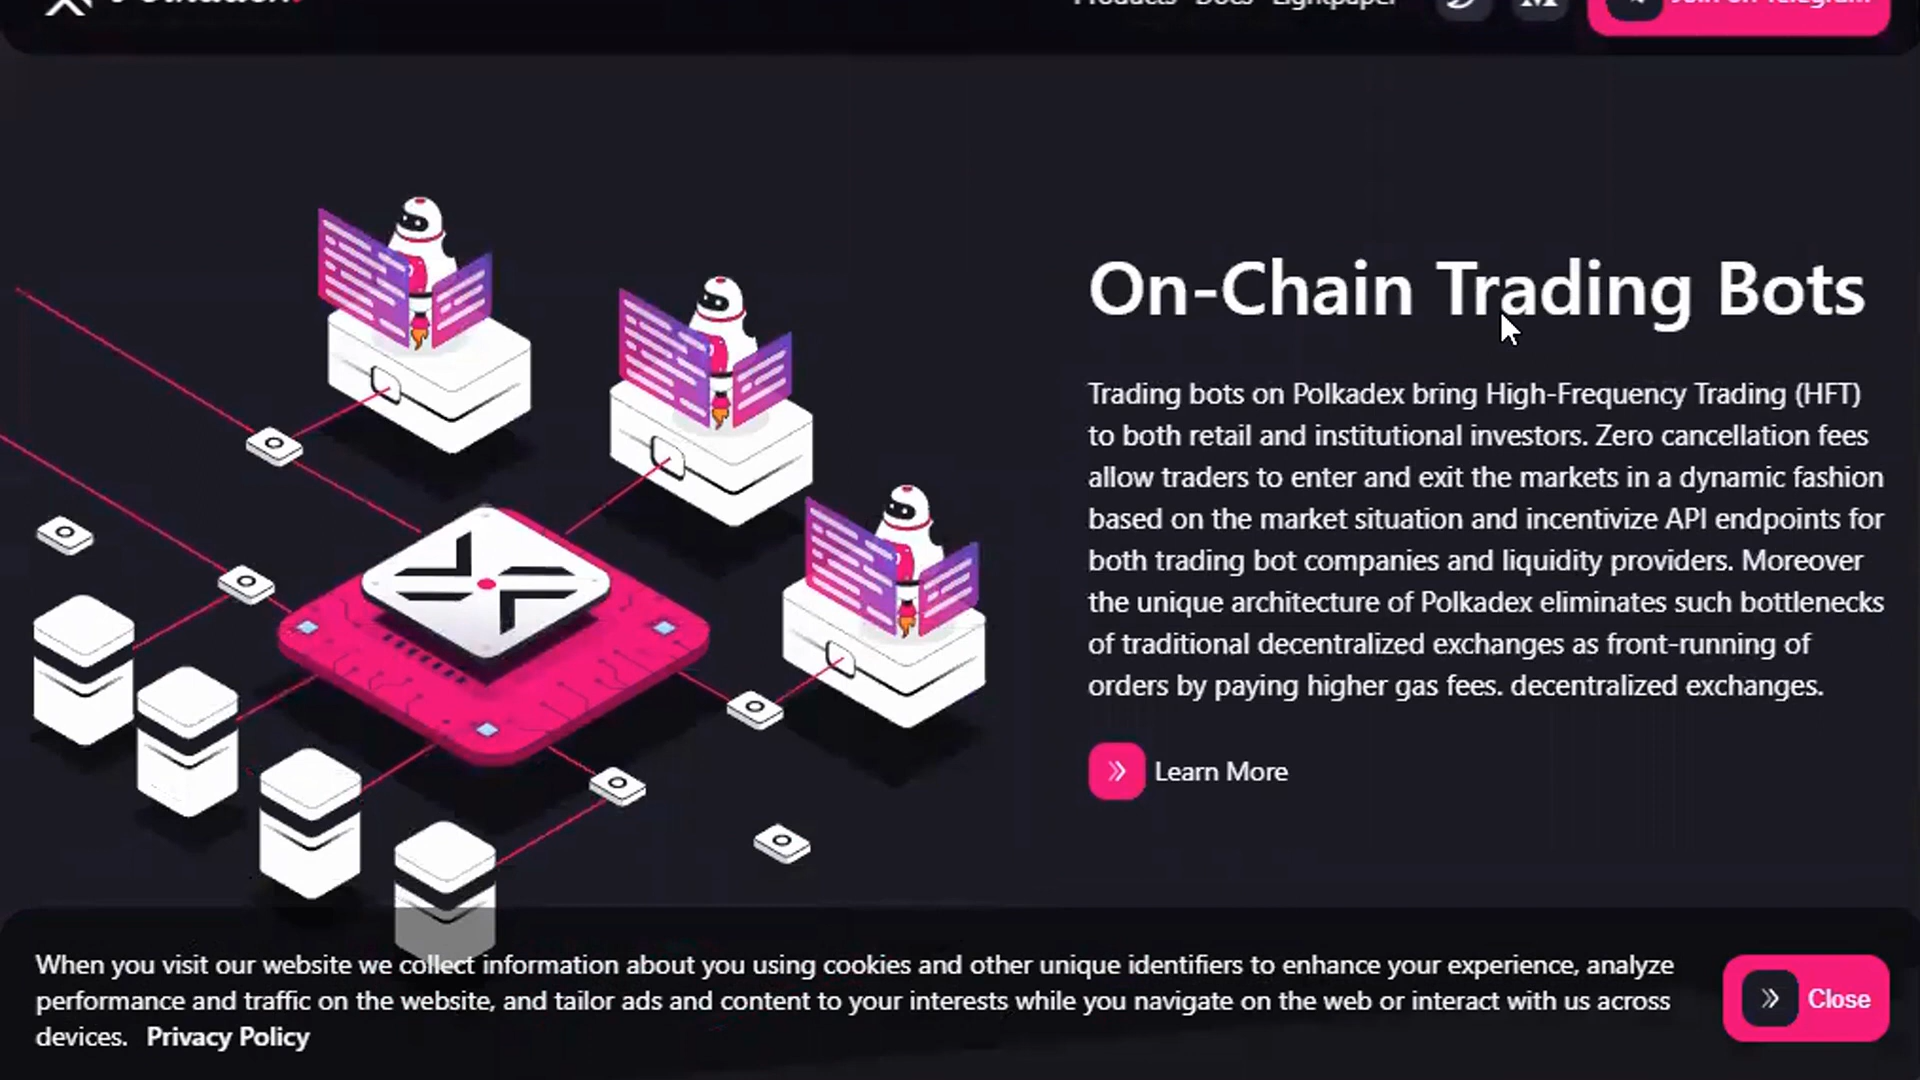 Products Docs Lightpaper
Join on Telegram
On-Chain Trading Bots
Trading bots on Polkadex bring High-Frequency Trading (HFT)
to both retail and institutional investors. Zero cancellation fees
allow traders to enter and exit the markets in a dynamic fashion
based on the market situation and incentivize API endpoints for
both trading bot companies and liquidity providers. Moreover
the unique architecture of Polkadex eliminates such bottlenecks
of traditional decentralized exchanges as front-running of
orders by paying higher gas fees. decentralized exchanges.
Learn More
When you visit our website we collect information about you using cookies and other unique identifiers to enhance your experience, analyze
performance and traffic on the website, and tailor ads and content to your interests while you navigate on the web or interact with us across
devices. Privacy Policy
Close